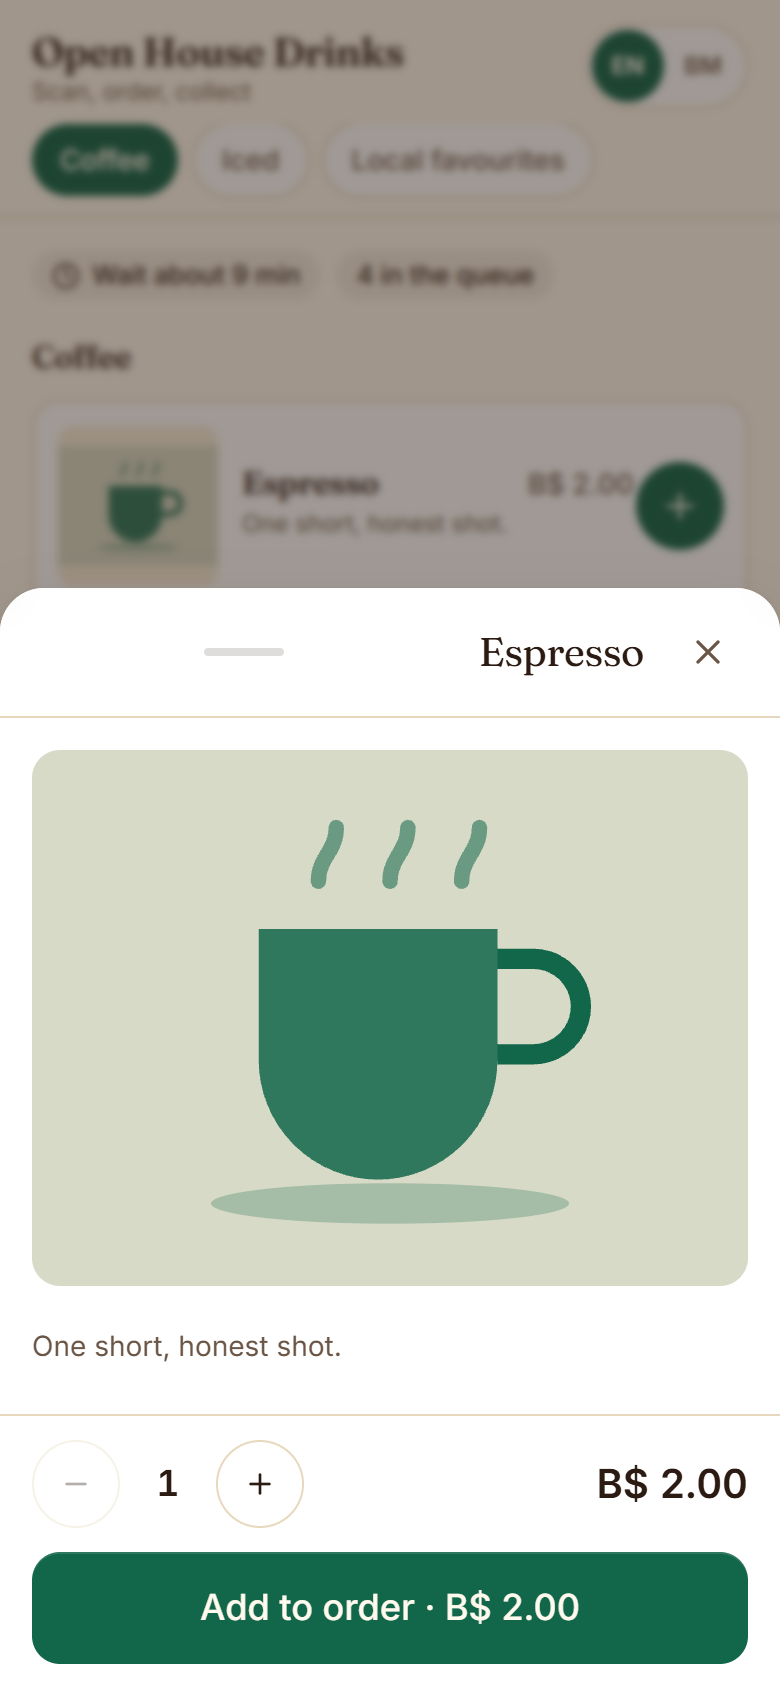 Open House Drinks
Scan, order, collect
EN BM
Coffee Iced Local favourites
Wait about 9 min 4 in the queue
Coffee
Espresso B$ 2.00
One short, honest shot.
Espresso
One short, honest shot.
1 B$ 2.00
Add to order · B$ 2.00